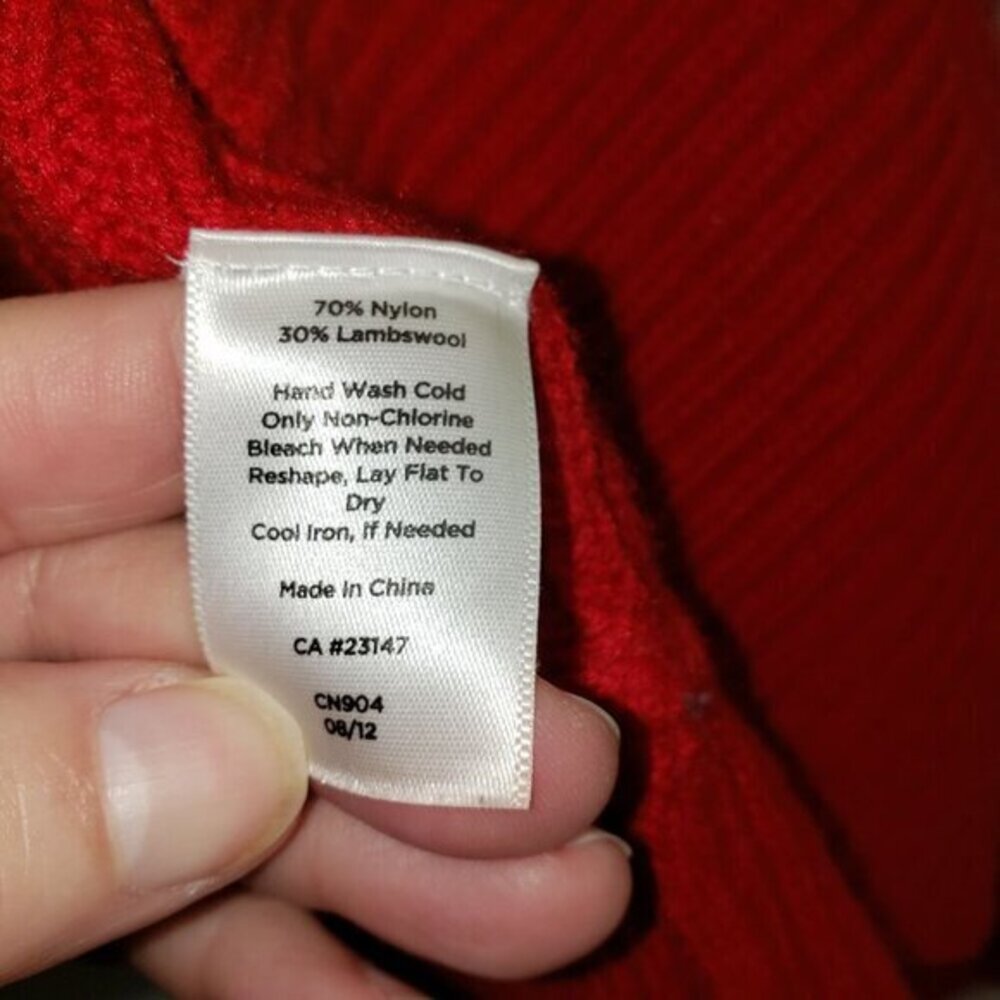 70% Nylon
30% Lambswool
Hand Wash Cold
Only Non-Chlorine
Bleach When Needed
Reshape, Lay Flat To
Dry
Cool Iron, If Needed
Made In China
CA #23147
CN904
08/12